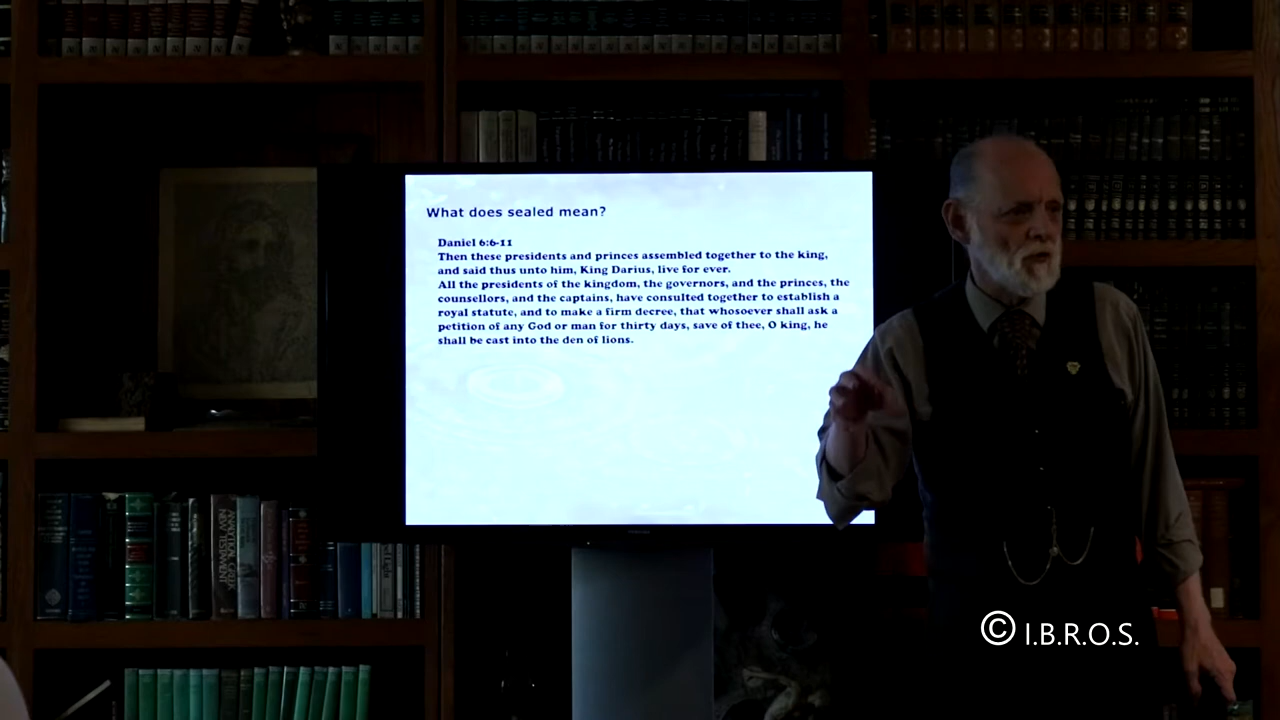 What does sealed mean?
Daniel 6:6-11
Then these presidents and princes assembled together to the king,
and said thus unto him, King Darius, live for ever.
All the presidents of the kingdom, the governors, and the princes, the
counsellors, and the captains, have consulted together to establish a
royal statute, and to make a firm decree, that whosoever shall ask a
petition of any God or man for thirty days, save of thee, O king, he
shall be cast into the den of lions.
ANALYTICAL GREEK
NEW TESTAMENT
© I.B.R.O.S.